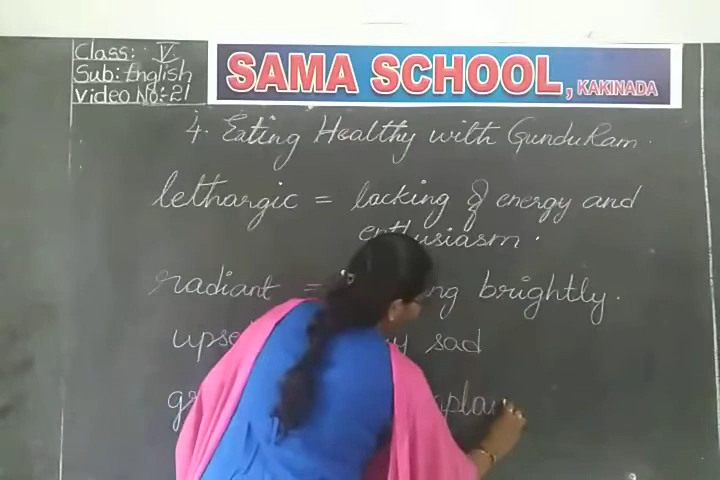 Class: V
Sub: English
Video No:-21
SAMA SCHOOL, KAKINADA
4. Eating Healthy with GunduRam.
lethargic = lacking of energy and
enthusiasm.
radiant = brightly.
sad